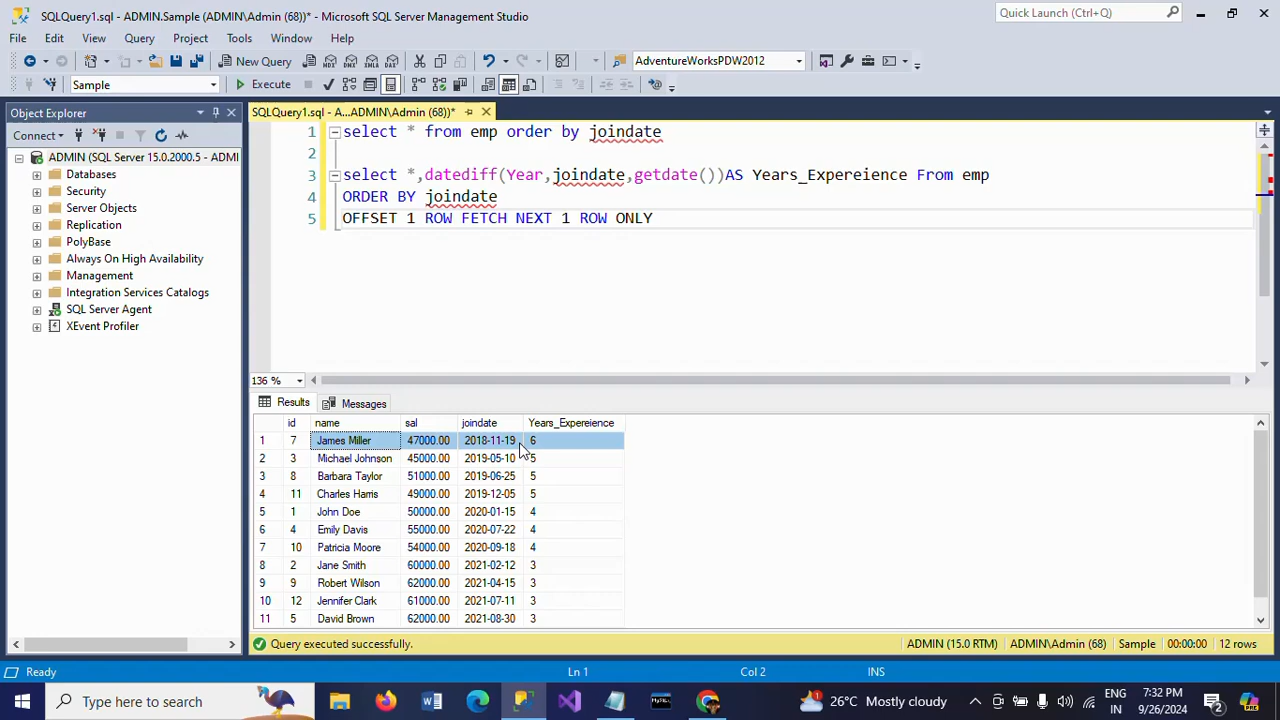 SQLQuery1.sql - ADMIN.Sample (ADMIN\Admin (68))* - Microsoft SQL Server Management Studio
Quick Launch (Ctrl+Q)
File Edit View Query Project Tools Window Help
New Query
MDX DMX XMLA DAX
AdventureWorksPDW2012
Sample
Execute
Object Explorer
SQLQuery1.sql - A...ADMIN\Admin (68))*
Connect
ADMIN (SQL Server 15.0.2000.5 - ADMI
Databases
Security
Server Objects
Replication
PolyBase
Always On High Availability
Management
Integration Services Catalogs
SQL Server Agent
XEvent Profiler
1 select * from emp order by joindate
2
3 select *,datediff(Year,joindate,getdate())AS Years_Expereience From emp
4 ORDER BY joindate
5 OFFSET 1 ROW FETCH NEXT 1 ROW ONLY
136 %
Results Messages
id name sal joindate Years_Expereience
1 7 James Miller 47000.00 2018-11-19 6
2 3 Michael Johnson 45000.00 2019-05-10 5
3 8 Barbara Taylor 51000.00 2019-06-25 5
4 11 Charles Harris 49000.00 2019-12-05 5
5 1 John Doe 50000.00 2020-01-15 4
6 4 Emily Davis 55000.00 2020-07-22 4
7 10 Patricia Moore 54000.00 2020-09-18 4
8 2 Jane Smith 60000.00 2021-02-12 3
9 9 Robert Wilson 62000.00 2021-04-15 3
10 12 Jennifer Clark 61000.00 2021-07-11 3
11 5 David Brown 62000.00 2021-08-30 3
Query executed successfully. ADMIN (15.0 RTM) ADMIN\Admin (68) Sample 00:00:00 12 rows
Ready Ln 1 Col 2 INS
Type here to search
26°C Mostly cloudy
ENG
IN
7:32 PM
9/26/2024
2